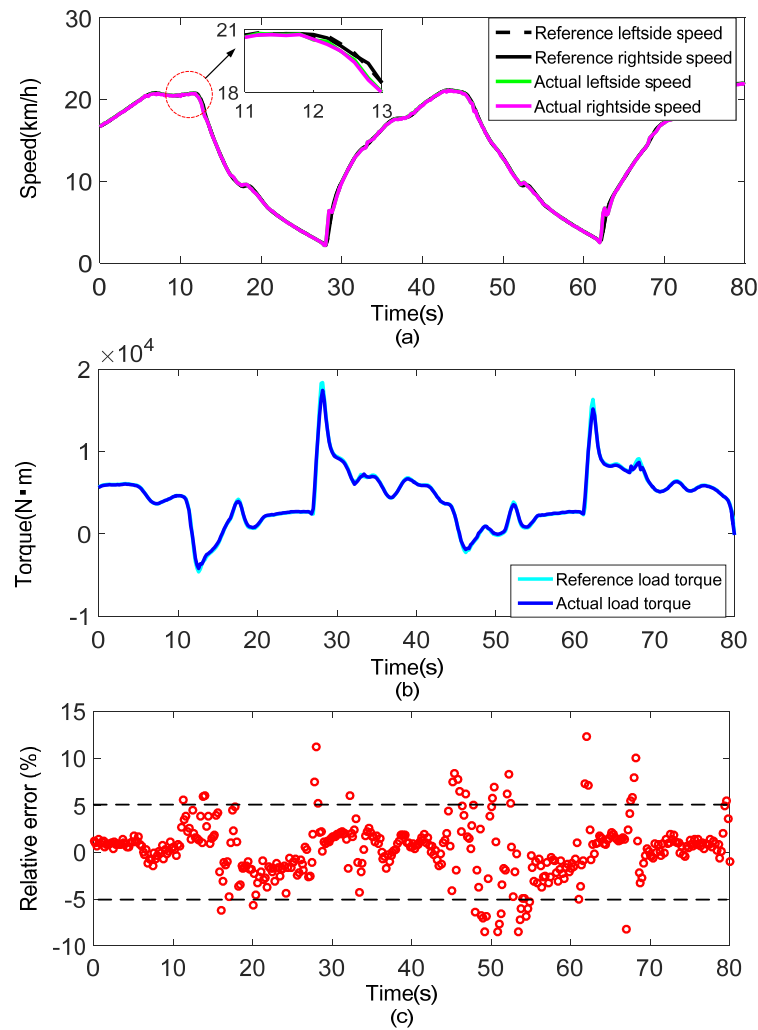 30
20
10
0
Speed(km/h)
21
18
11
12
13
Reference leftside speed
Reference rightside speed
Actual leftside speed
Actual rightside speed
0 10 20 30 40 50 60 70 80
Time(s)
(a)
×10⁴
2
1
0
-1
Torque(N▪m)
Reference load torque
Actual load torque
0 10 20 30 40 50 60 70 80
Time(s)
(b)
15
10
5
0
-5
-10
Relative error (%)
0 10 20 30 40 50 60 70 80
Time(s)
(c)